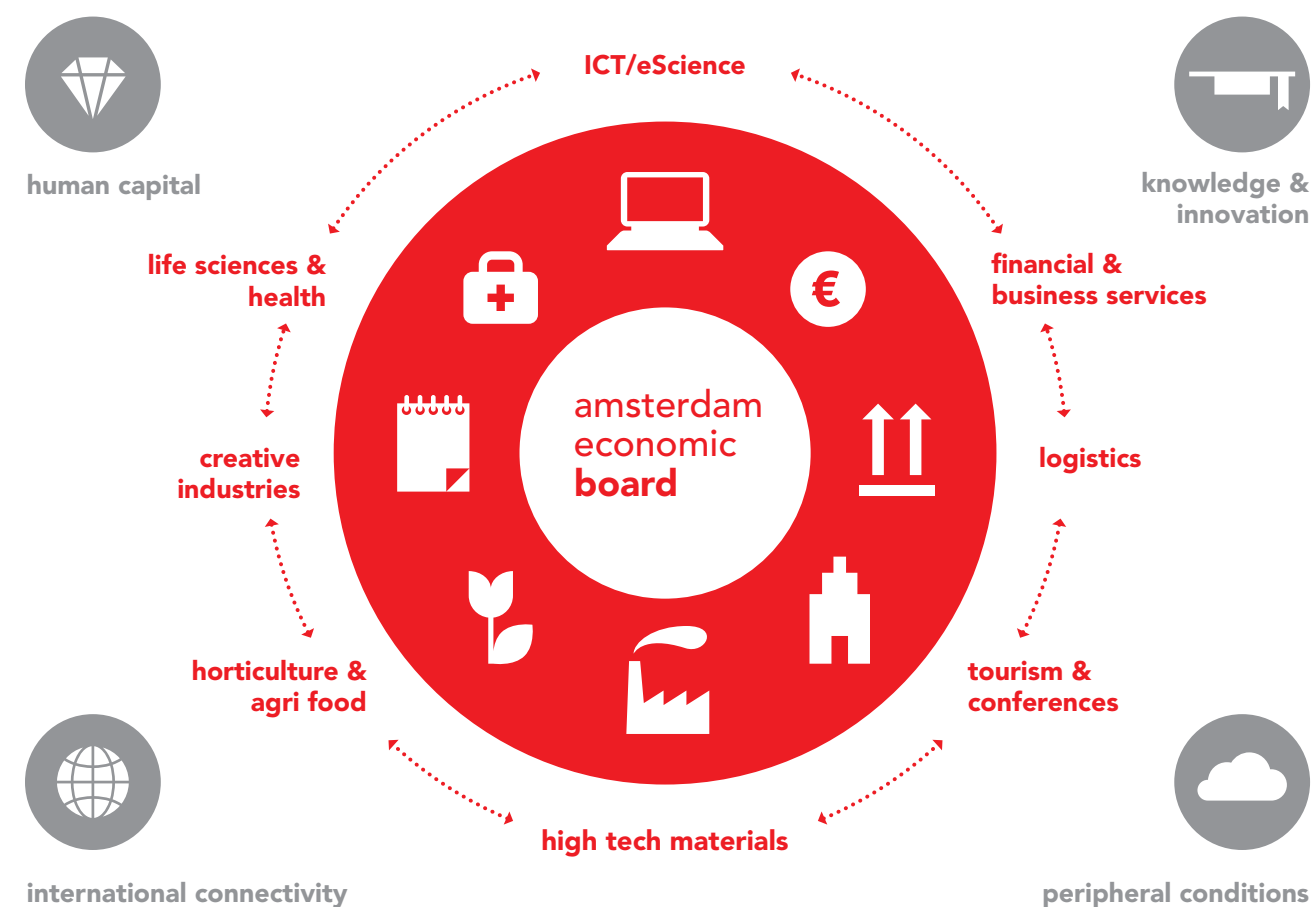 ICT/eScience
human capital
knowledge &
innovation
life sciences &
health
financial &
business services
€
amsterdam
economic
board
creative
industries
logistics
horticulture &
agri food
tourism &
conferences
high tech materials
international connectivity
peripheral conditions